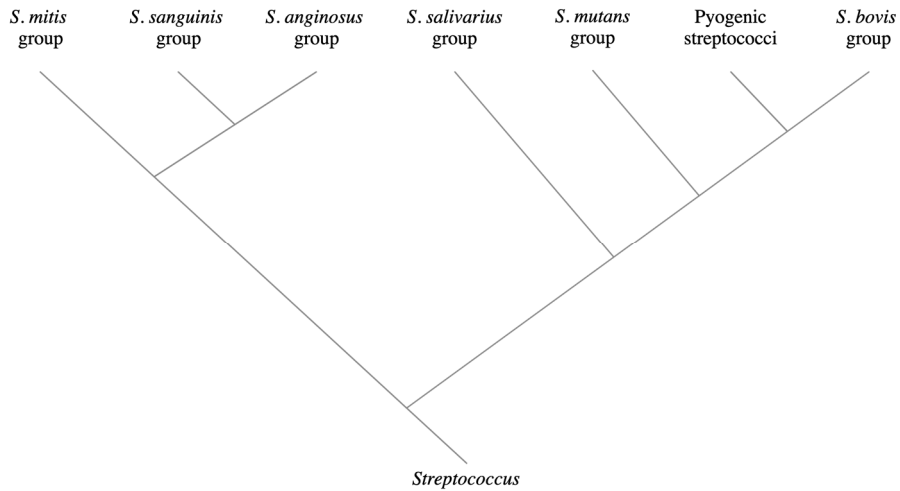 S. mitis
group
S. sanguinis
group
S. anginosus
group
S. salivarius
group
S. mutans
group
Pyogenic
streptococci
S. bovis
group
Streptococcus